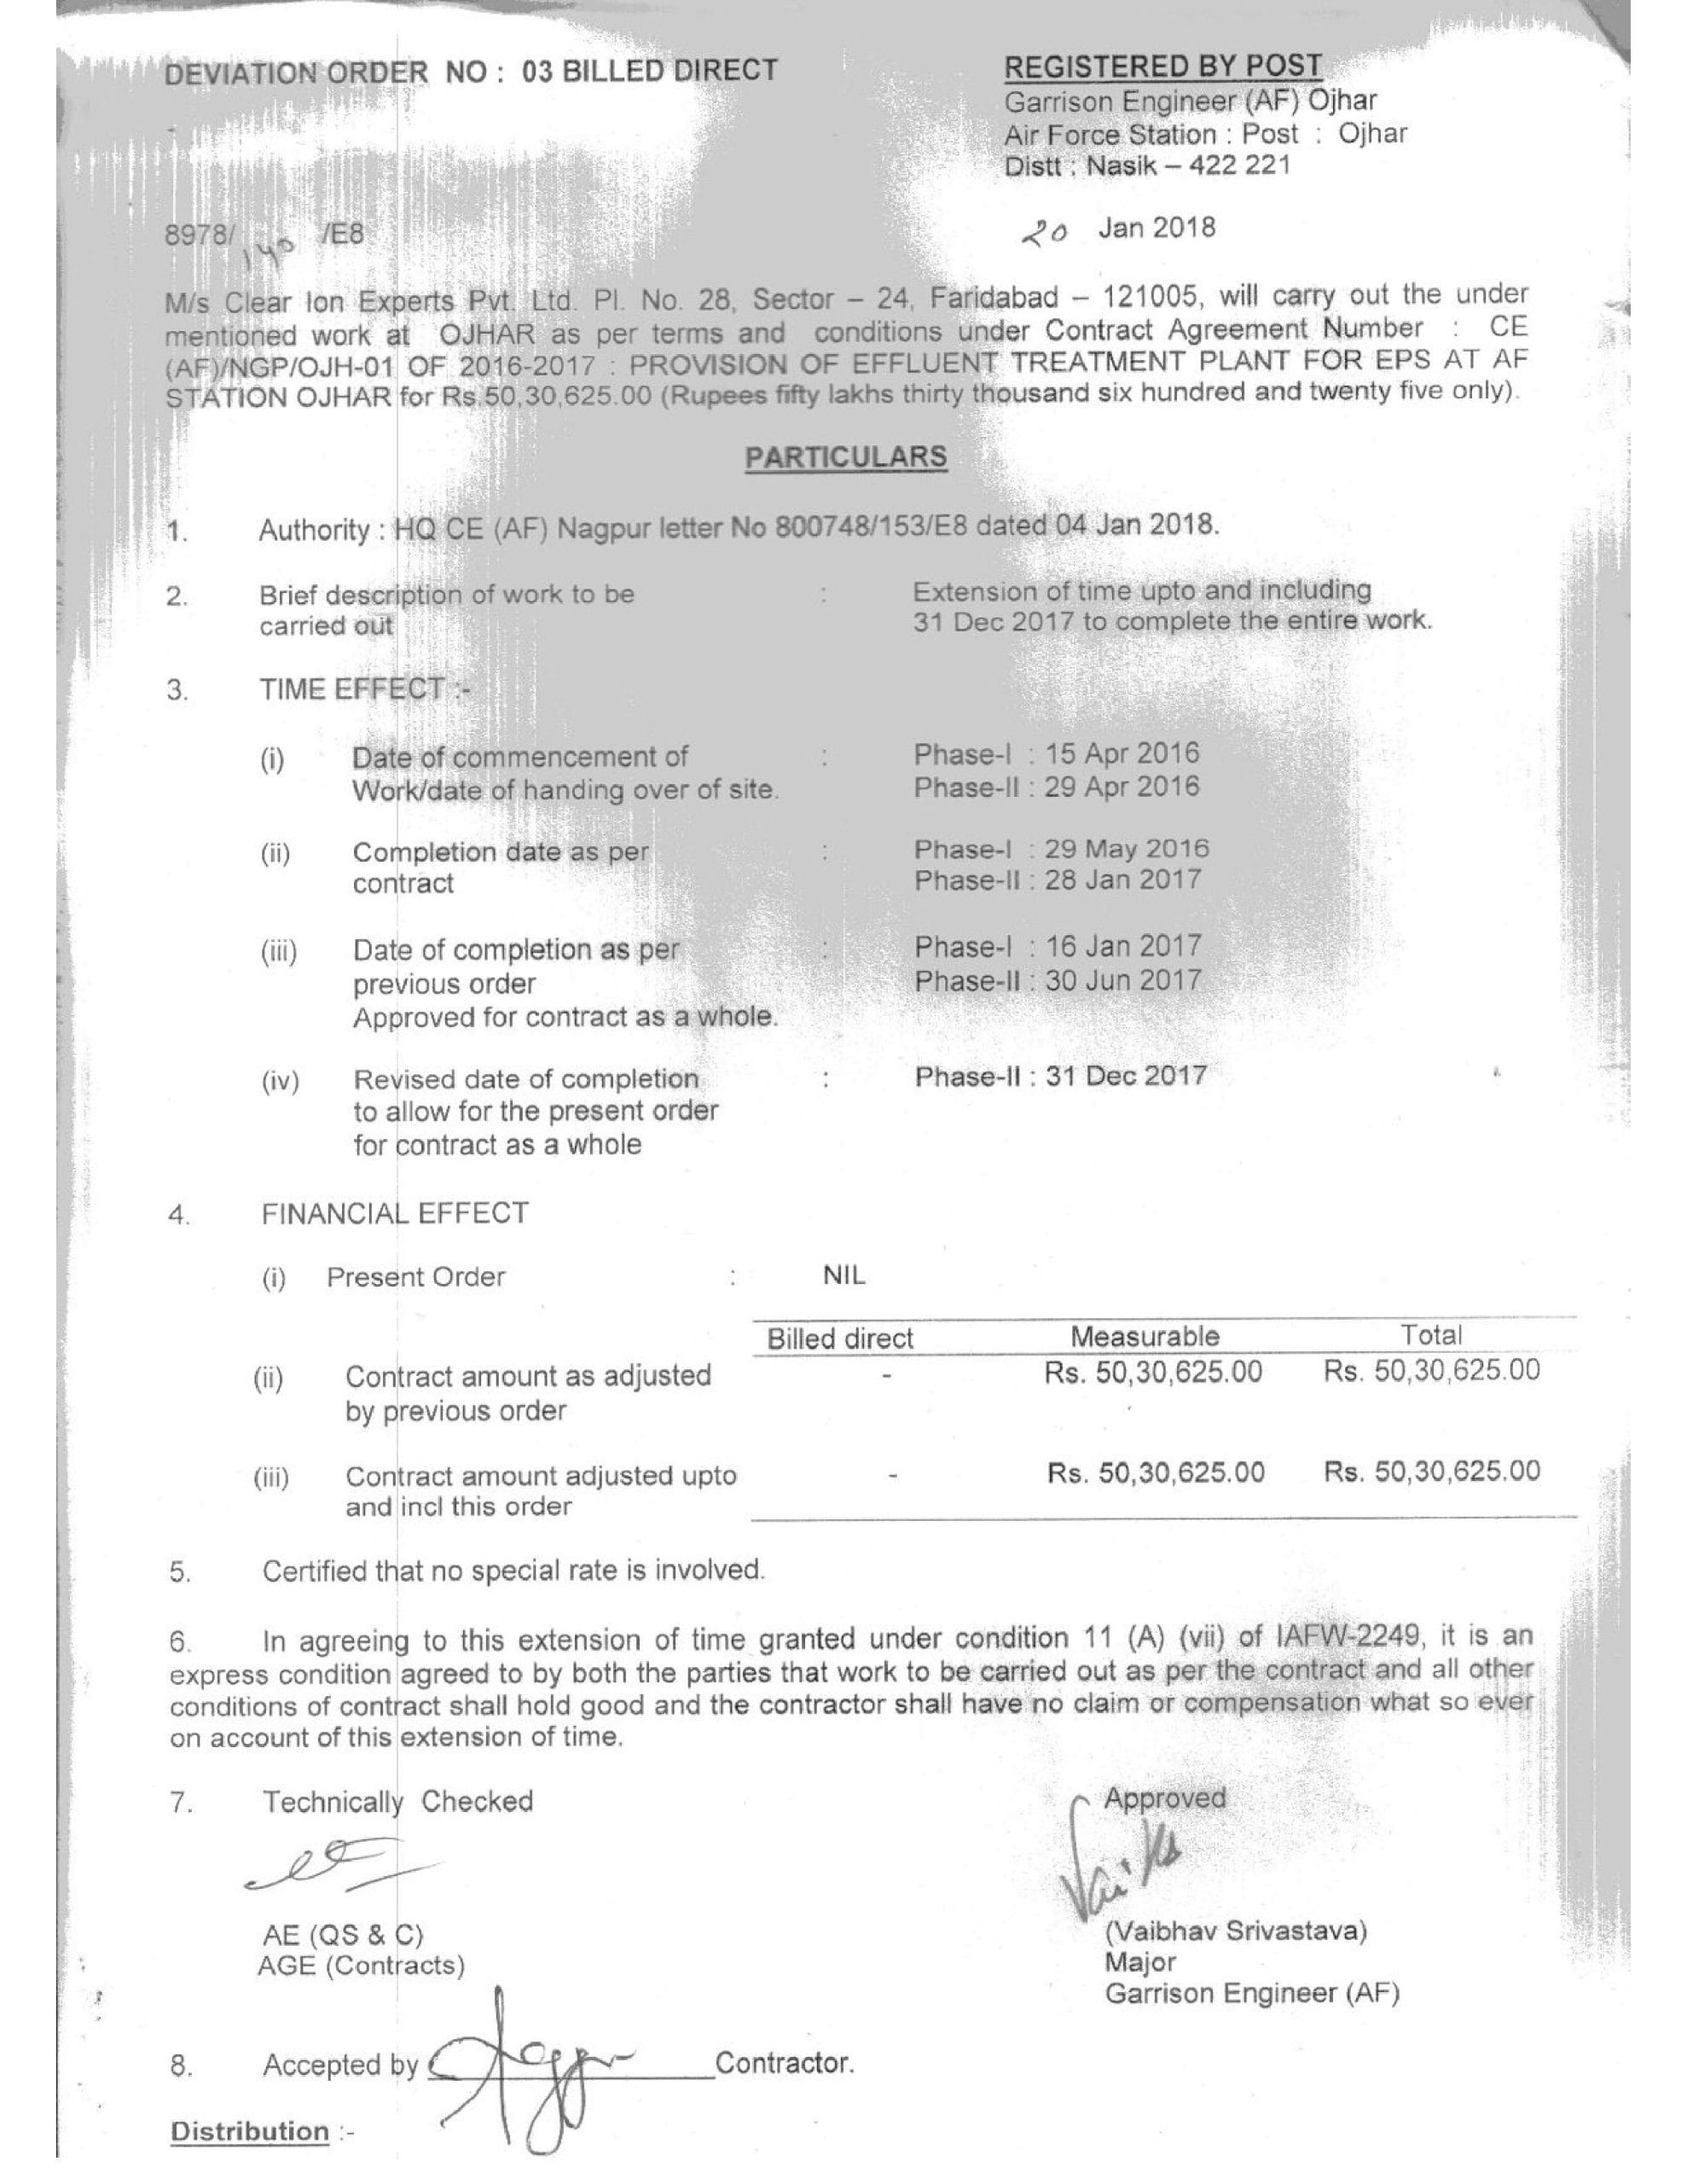 DEVIATION ORDER NO : 03 BILLED DIRECT
REGISTERED BY POST
Garrison Engineer (AF) Ojhar
Air Force Station : Post : Ojhar
Distt : Nasik – 422 221
8978/ 140 /E8
20 Jan 2018
M/s Clear Ion Experts Pvt. Ltd. Pl. No. 28, Sector – 24, Faridabad – 121005, will carry out the under
mentioned work at OJHAR as per terms and conditions under Contract Agreement Number : CE
(AF)/NGP/OJH-01 OF 2016-2017 : PROVISION OF EFFLUENT TREATMENT PLANT FOR EPS AT AF
STATION OJHAR for Rs.50,30,625.00 (Rupees fifty lakhs thirty thousand six hundred and twenty five only).
PARTICULARS
1. Authority : HQ CE (AF) Nagpur letter No 800748/153/E8 dated 04 Jan 2018.
2. Brief description of work to be : Extension of time upto and including
carried out 31 Dec 2017 to complete the entire work.
3. TIME EFFECT :-
(i) Date of commencement of : Phase-I : 15 Apr 2016
Work/date of handing over of site. Phase-II : 29 Apr 2016
(ii) Completion date as per : Phase-I : 29 May 2016
contract Phase-II : 28 Jan 2017
(iii) Date of completion as per : Phase-I : 16 Jan 2017
previous order Phase-II : 30 Jun 2017
Approved for contract as a whole.
(iv) Revised date of completion : Phase-II : 31 Dec 2017
to allow for the present order
for contract as a whole
4. FINANCIAL EFFECT
(i) Present Order : NIL
Billed direct Measurable Total
(ii) Contract amount as adjusted - Rs. 50,30,625.00 Rs. 50,30,625.00
by previous order
(iii) Contract amount adjusted upto - Rs. 50,30,625.00 Rs. 50,30,625.00
and incl this order
5. Certified that no special rate is involved.
6. In agreeing to this extension of time granted under condition 11 (A) (vii) of IAFW-2249, it is an
express condition agreed to by both the parties that work to be carried out as per the contract and all other
conditions of contract shall hold good and the contractor shall have no claim or compensation what so ever
on account of this extension of time.
7. Technically Checked Approved
AE (QS & C) (Vaibhav Srivastava)
AGE (Contracts) Major
Garrison Engineer (AF)
8. Accepted by Contractor.
Distribution :-